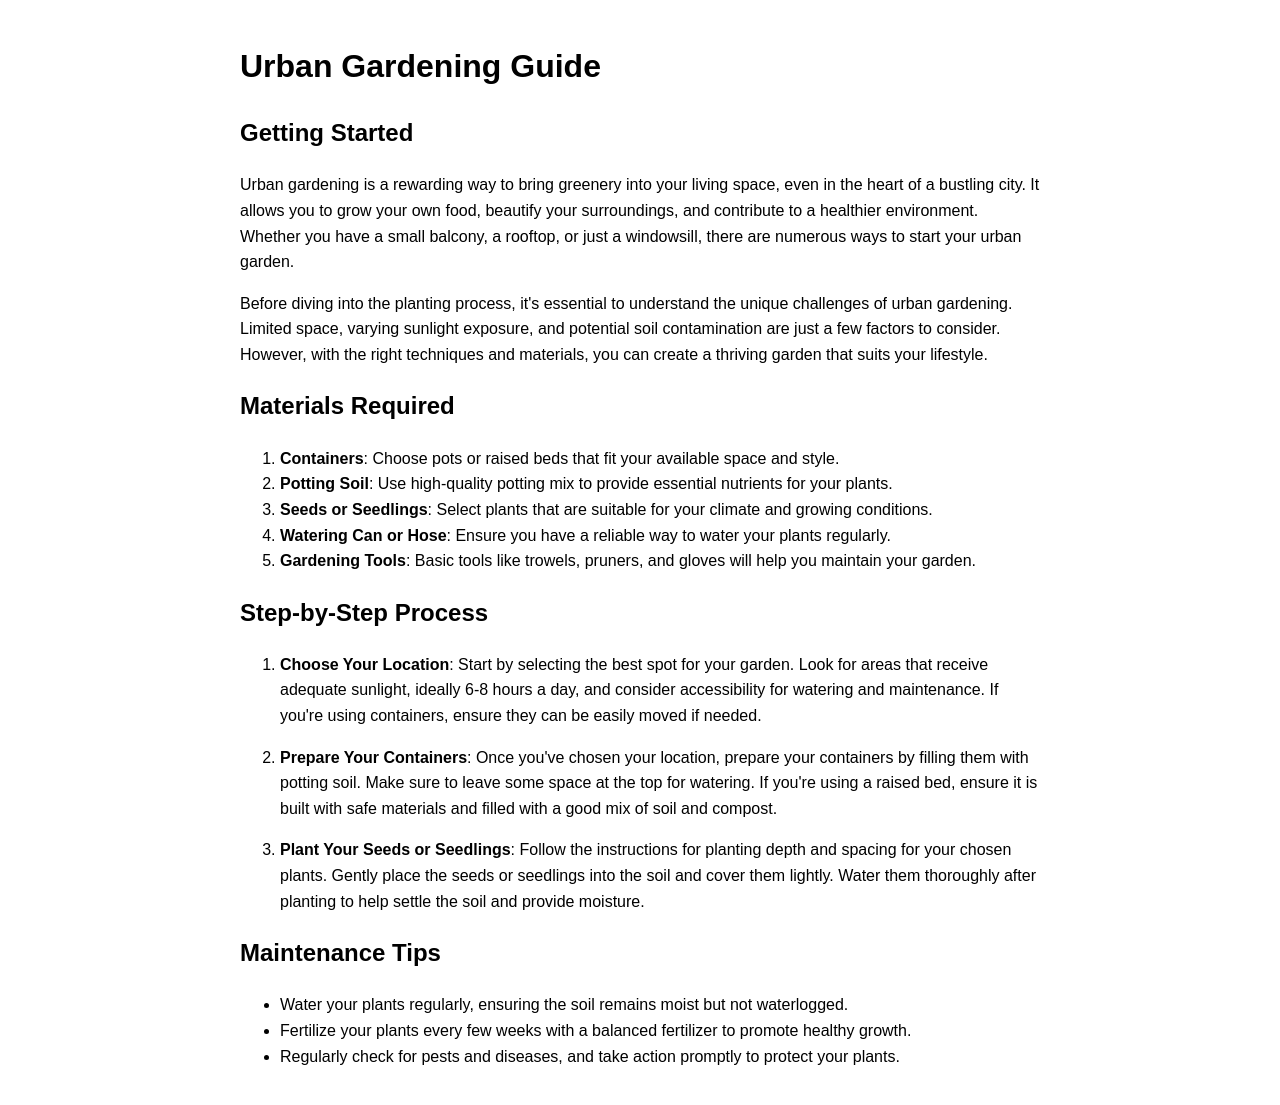 Urban Gardening Guide
Getting Started
Urban gardening is a rewarding way to bring greenery into your living space, even in the heart of a bustling city. It
allows you to grow your own food, beautify your surroundings, and contribute to a healthier environment.
Whether you have a small balcony, a rooftop, or just a windowsill, there are numerous ways to start your urban
garden.
Before diving into the planting process, it's essential to understand the unique challenges of urban gardening.
Limited space, varying sunlight exposure, and potential soil contamination are just a few factors to consider.
However, with the right techniques and materials, you can create a thriving garden that suits your lifestyle.
Materials Required
1. Containers: Choose pots or raised beds that fit your available space and style.
2. Potting Soil: Use high-quality potting mix to provide essential nutrients for your plants.
3. Seeds or Seedlings: Select plants that are suitable for your climate and growing conditions.
4. Watering Can or Hose: Ensure you have a reliable way to water your plants regularly.
5. Gardening Tools: Basic tools like trowels, pruners, and gloves will help you maintain your garden.
Step-by-Step Process
1. Choose Your Location: Start by selecting the best spot for your garden. Look for areas that receive
adequate sunlight, ideally 6-8 hours a day, and consider accessibility for watering and maintenance. If
you're using containers, ensure they can be easily moved if needed.
2. Prepare Your Containers: Once you've chosen your location, prepare your containers by filling them with
potting soil. Make sure to leave some space at the top for watering. If you're using a raised bed, ensure it is
built with safe materials and filled with a good mix of soil and compost.
3. Plant Your Seeds or Seedlings: Follow the instructions for planting depth and spacing for your chosen
plants. Gently place the seeds or seedlings into the soil and cover them lightly. Water them thoroughly after
planting to help settle the soil and provide moisture.
Maintenance Tips
• Water your plants regularly, ensuring the soil remains moist but not waterlogged.
• Fertilize your plants every few weeks with a balanced fertilizer to promote healthy growth.
• Regularly check for pests and diseases, and take action promptly to protect your plants.